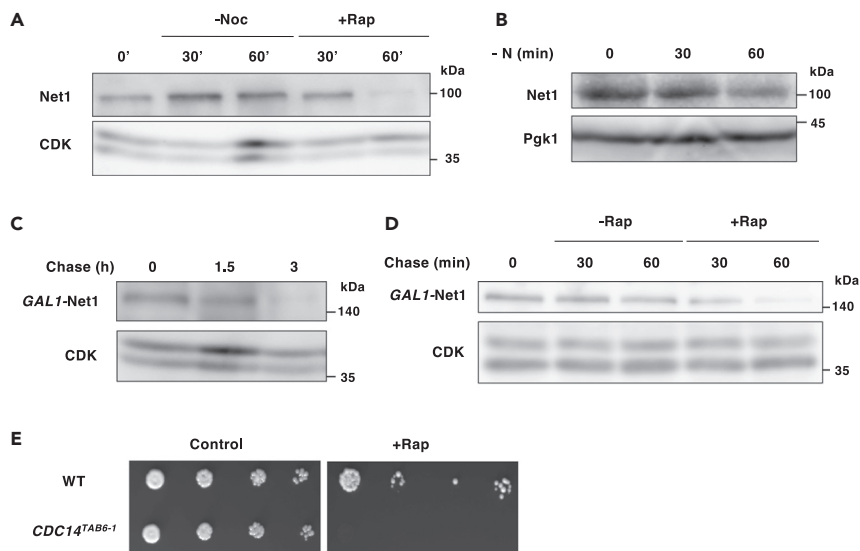 A
-Noc +Rap
0’ 30’ 60’ 30’ 60’
kDa
Net1 100
CDK 35
B
- N (min) 0 30 60
kDa
Net1 100
45
Pgk1
C
Chase (h) 0 1.5 3
kDa
GAL1-Net1 140
CDK 35
D
-Rap +Rap
Chase (min) 0 30 60 30 60
kDa
GAL1-Net1 140
CDK 35
E
Control +Rap
WT
CDC14TAB6-1